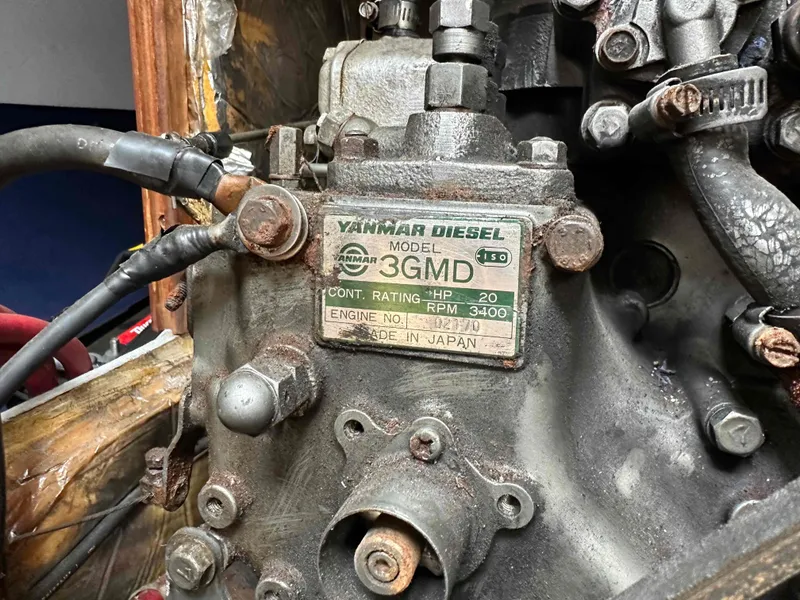 YANMAR DIESEL
MODEL
YANMAR 3GMD ISO
CONT. RATING HP 20
RPM 3400
ENGINE NO.
MADE IN JAPAN